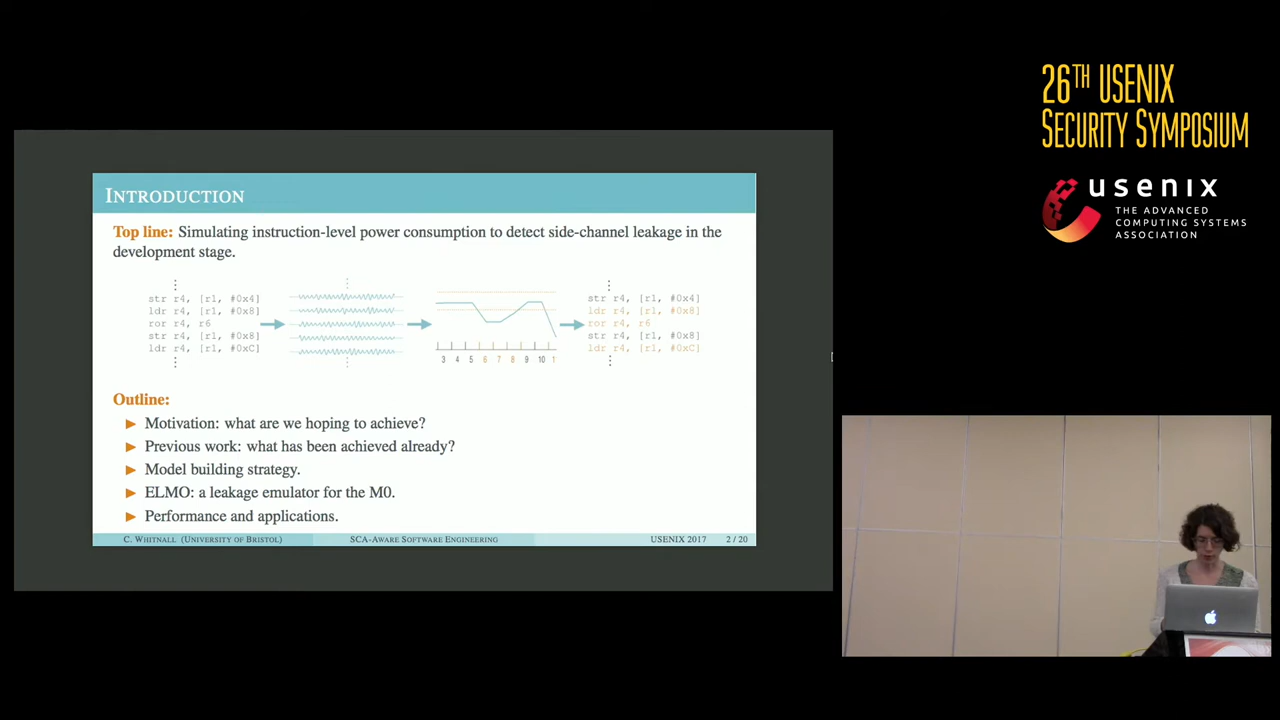 26TH USENIX
SECURITY SYMPOSIUM
usenix
THE ADVANCED
COMPUTING SYSTEMS
ASSOCIATION
INTRODUCTION
Top line: Simulating instruction-level power consumption to detect side-channel leakage in the
development stage.
str r4, [r1, #0x4]
ldr r4, [r1, #0x8]
ror r4, r6
str r4, [r1, #0x8]
ldr r4, [r1, #0xC]
3 4 5 6 7 8 9 10 1
str r4, [r1, #0x4]
ldr r4, [r1, #0x8]
ror r4, r6
str r4, [r1, #0x8]
ldr r4, [r1, #0xC]
Outline:
Motivation: what are we hoping to achieve?
Previous work: what has been achieved already?
Model building strategy.
ELMO: a leakage emulator for the M0.
Performance and applications.
C. WHITNALL (UNIVERSITY OF BRISTOL) SCA-AWARE SOFTWARE ENGINEERING USENIX 2017 2 / 20